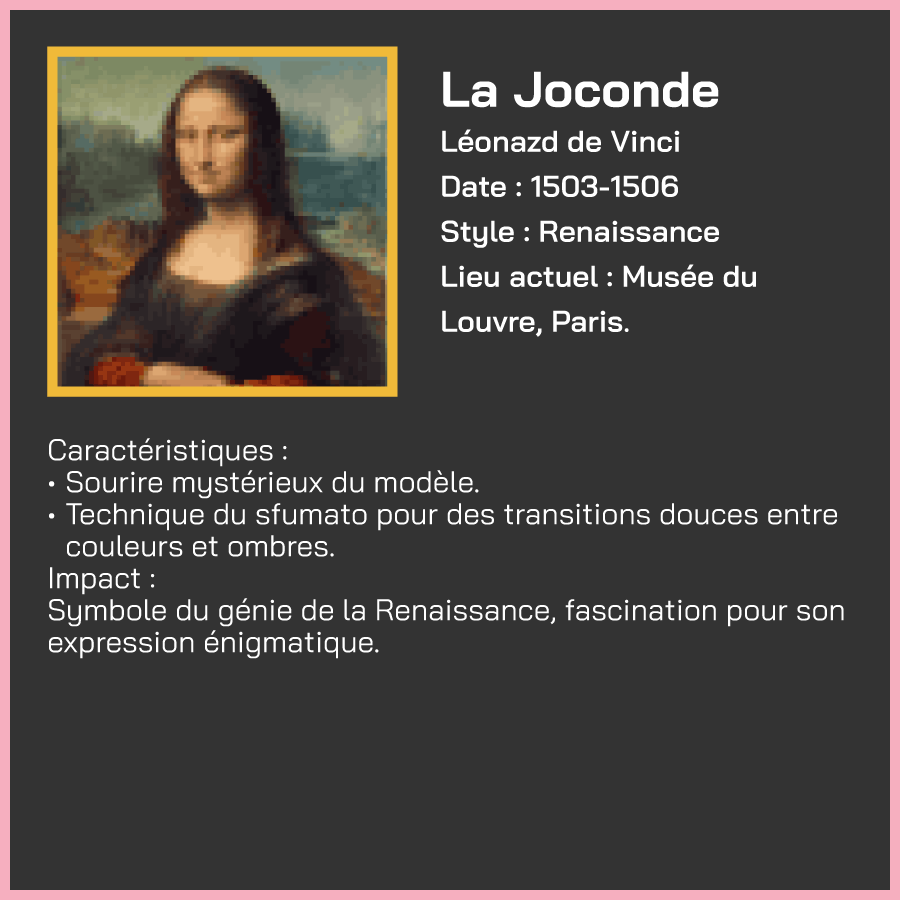 La Joconde
Léonazd de Vinci
Date : 1503-1506
Style : Renaissance
Lieu actuel : Musée du
Louvre, Paris.
Caractéristiques :
• Sourire mystérieux du modèle.
• Technique du sfumato pour des transitions douces entre
couleurs et ombres.
Impact :
Symbole du génie de la Renaissance, fascination pour son
expression énigmatique.